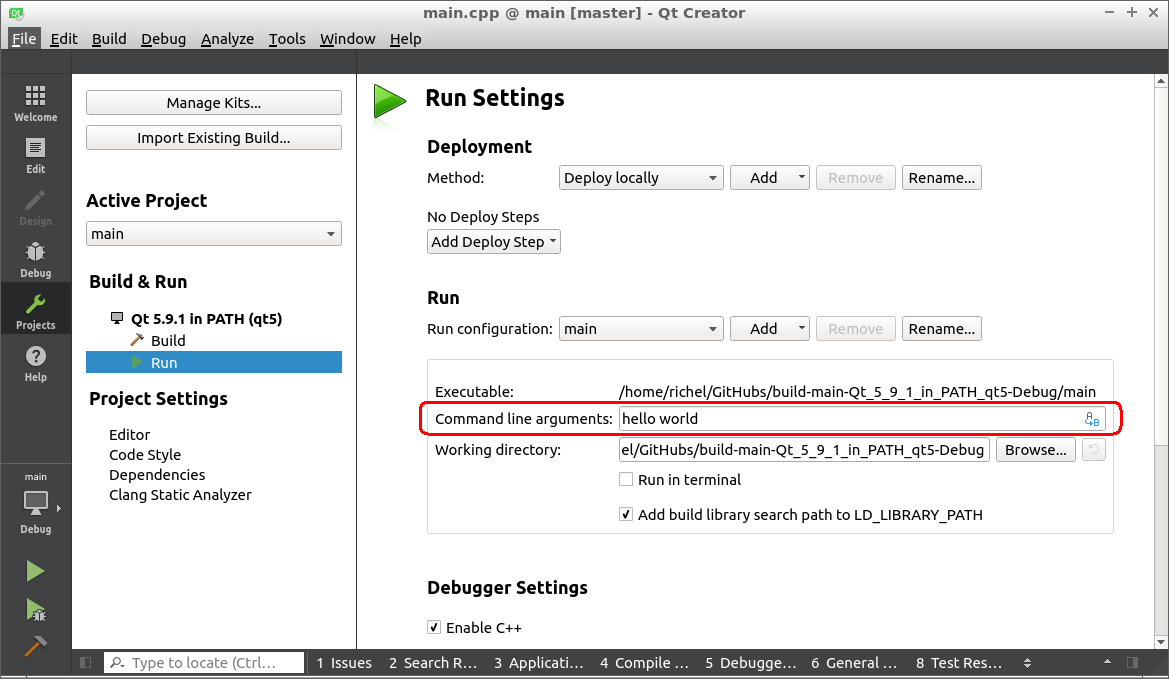 main.cpp @ main [master] - Qt Creator
File Edit Build Debug Analyze Tools Window Help
Welcome
Edit
Design
Debug
Projects
Help
main
Debug
Manage Kits...
Import Existing Build...
Active Project
main
Build & Run
Qt 5.9.1 in PATH (qt5)
Build
Run
Project Settings
Editor
Code Style
Dependencies
Clang Static Analyzer
Run Settings
Deployment
Method: Deploy locally Add Remove Rename...
No Deploy Steps
Add Deploy Step
Run
Run configuration: main Add Remove Rename...
Executable: /home/richel/GitHubs/build-main-Qt_5_9_1_in_PATH_qt5-Debug/main
Command line arguments: hello world
Working directory: el/GitHubs/build-main-Qt_5_9_1_in_PATH_qt5-Debug Browse...
Run in terminal
Add build library search path to LD_LIBRARY_PATH
Debugger Settings
Enable C++
Type to locate (Ctrl... 1 Issues 2 Search R... 3 Applicati... 4 Compile ... 5 Debugge... 6 General ... 8 Test Res...